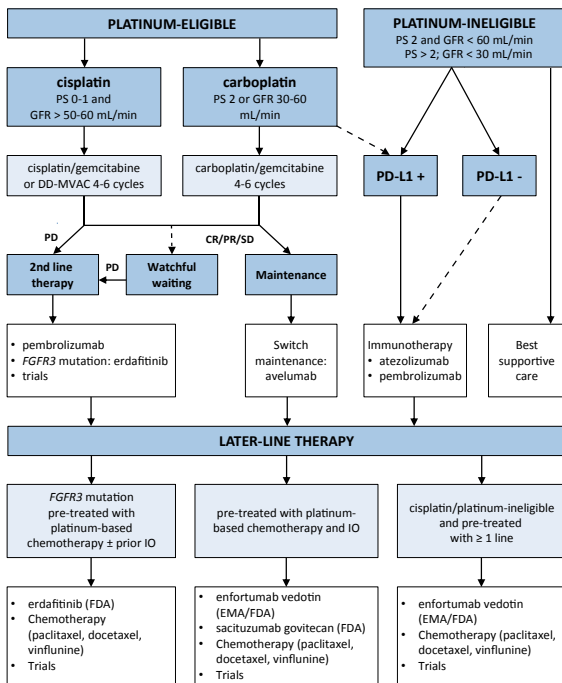 PLATINUM-ELIGIBLE
PLATINUM-INELIGIBLE
PS 2 and GFR < 60 mL/min
PS > 2; GFR < 30 mL/min
cisplatin
PS 0-1 and
GFR > 50-60 mL/min
carboplatin
PS 2 or GFR 30-60
mL/min
cisplatin/gemcitabine
or DD-MVAC 4-6 cycles
carboplatin/gemcitabine
4-6 cycles
PD-L1 +
PD-L1 -
PD
CR/PR/SD
2nd line
therapy
PD
Watchful
waiting
Maintenance
pembrolizumab
FGFR3 mutation: erdafitinib
trials
Switch
maintenance:
avelumab
Immunotherapy
• atezolizumab
• pembrolizumab
Best
supportive
care
LATER-LINE THERAPY
FGFR3 mutation
pre-treated with
platinum-based
chemotherapy ± prior IO
pre-treated with platinum-
based chemotherapy and IO
cisplatin/platinum-ineligible
and pre-treated
with ≥ 1 line
• erdafitinib (FDA)
• Chemotherapy
(paclitaxel, docetaxel,
vinflunine)
• Trials
• enfortumab vedotin
(EMA/FDA)
• sacituzumab govitecan (FDA)
• Chemotherapy (paclitaxel,
docetaxel, vinflunine)
• Trials
• enfortumab vedotin
(EMA/FDA)
• Chemotherapy (paclitaxel,
docetaxel, vinflunine)
• Trials